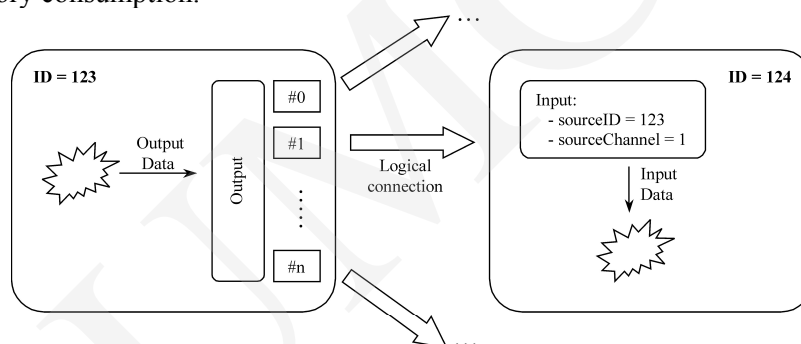 ory consumption.
...
ID = 123
ID = 124
#0
Input:
- sourceID = 123
- sourceChannel = 1
Output
Data
#1
Output
Logical
connection
Input
Data
......
#n
...
UMC